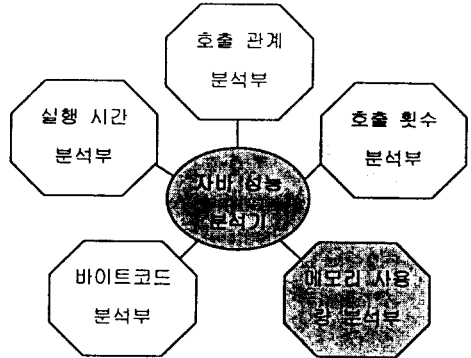 호출 관계
분석부
실행 시간
분석부
호출 횟수
분석부
자바 성능
분석기
바이트코드
분석부
메모리 사용
량 분석부